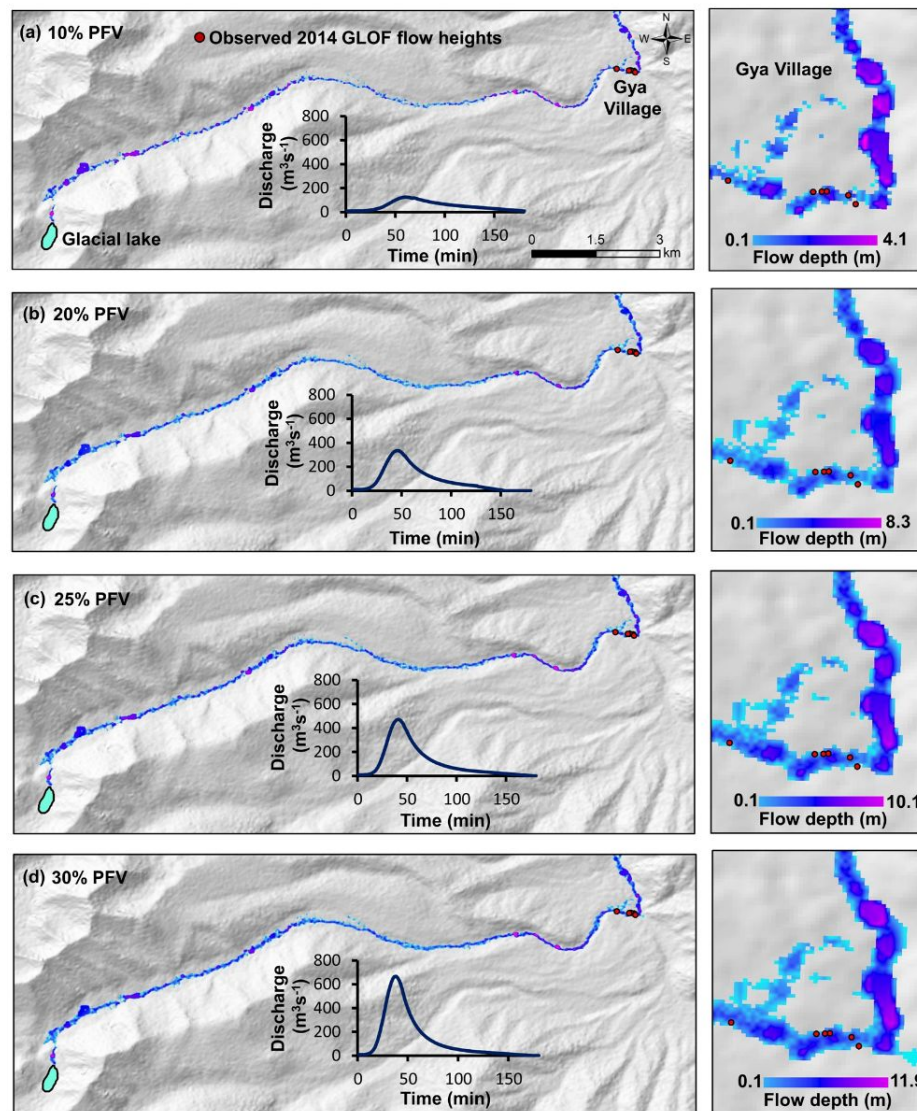 (a) 10% PFV
Observed 2014 GLOF flow heights
N
W E
S
Gya
Village
Glacial lake
Discharge
(m³s⁻¹)
800
600
400
200
0
0 50 100 150
Time (min)
0 1.5 3
km
Gya Village
0.1 4.1
Flow depth (m)
(b) 20% PFV
Discharge
(m³s⁻¹)
800
600
400
200
0
0 50 100 150
Time (min)
0.1 8.3
Flow depth (m)
(c) 25% PFV
Discharge
(m³s⁻¹)
800
600
400
200
0
0 50 100 150
Time (min)
0.1 10.1
Flow depth (m)
(d) 30% PFV
Discharge
(m³s⁻¹)
800
600
400
200
0
0 50 100 150
Time (min)
0.1 11.9
Flow depth (m)